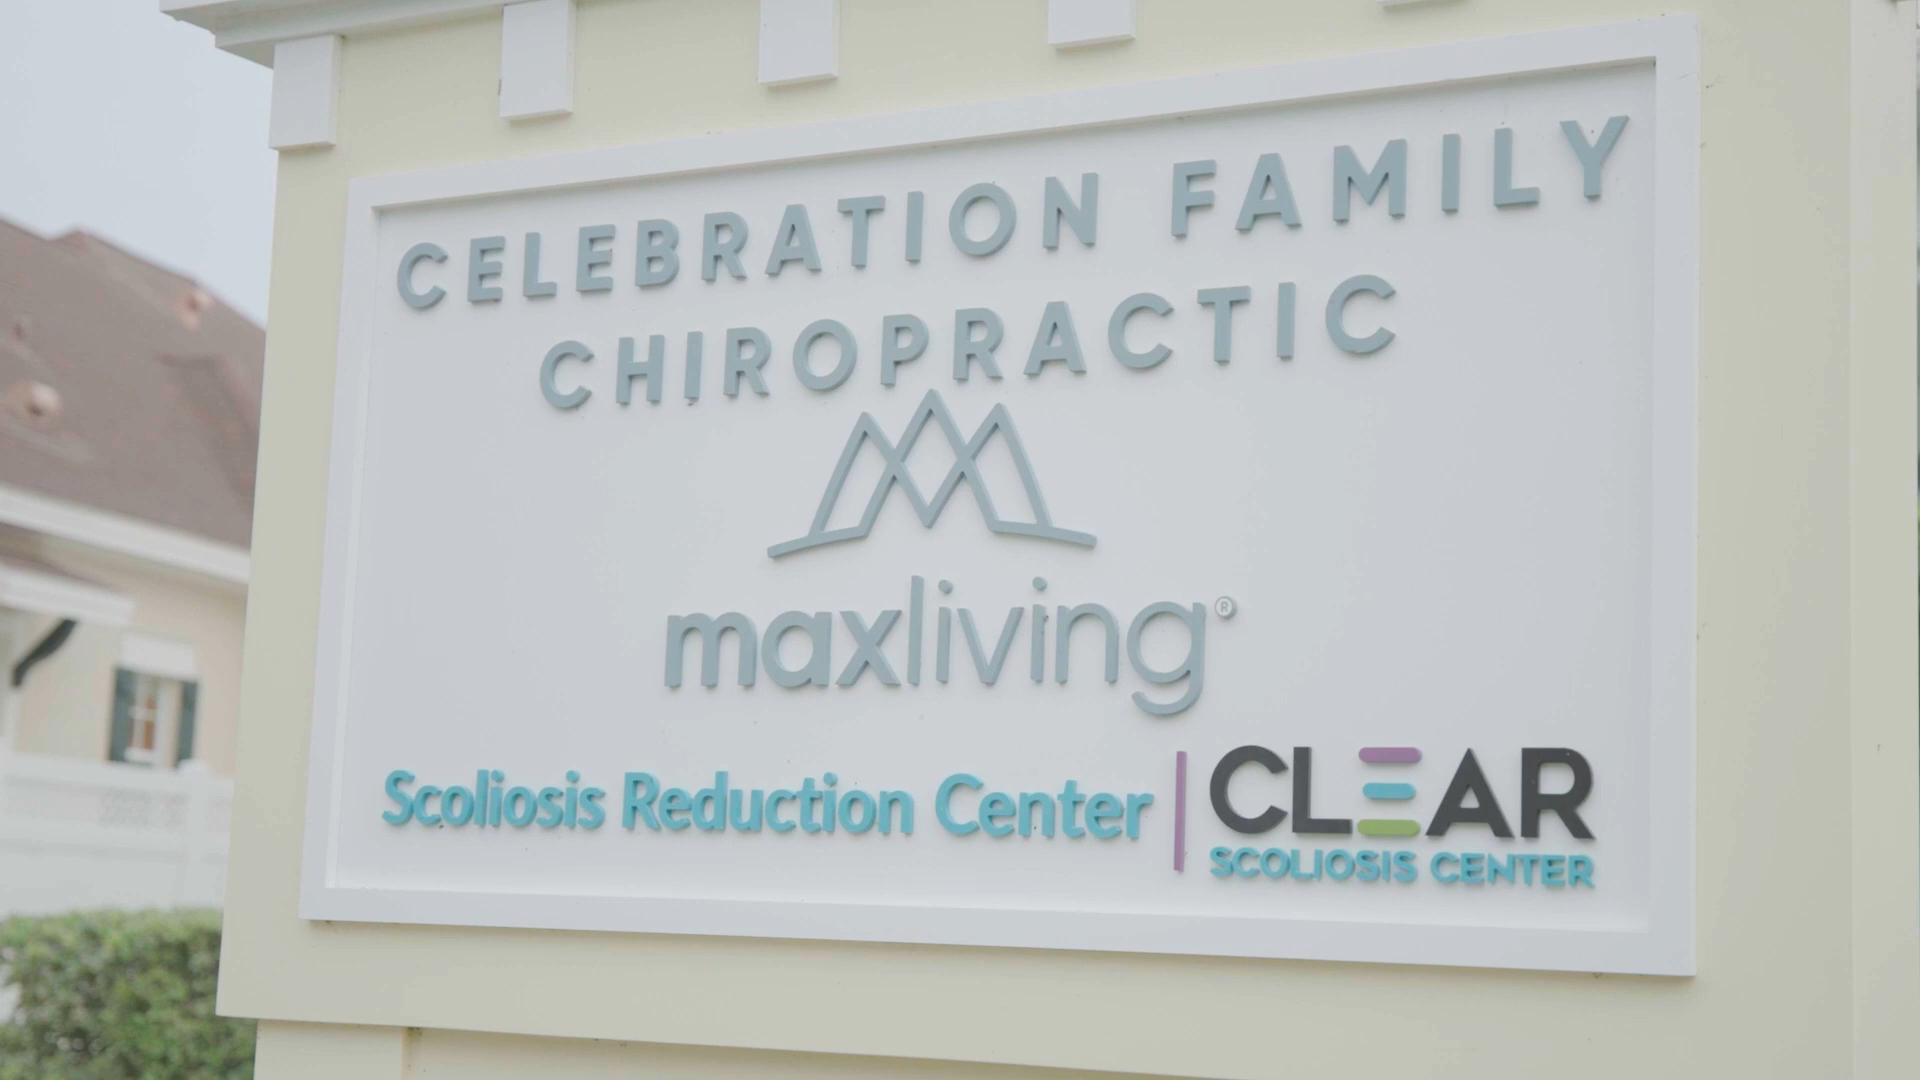 CELEBRATION FAMILY
CHIROPRACTIC
maxliving®
Scoliosis Reduction Center | CLEAR
SCOLIOSIS CENTER